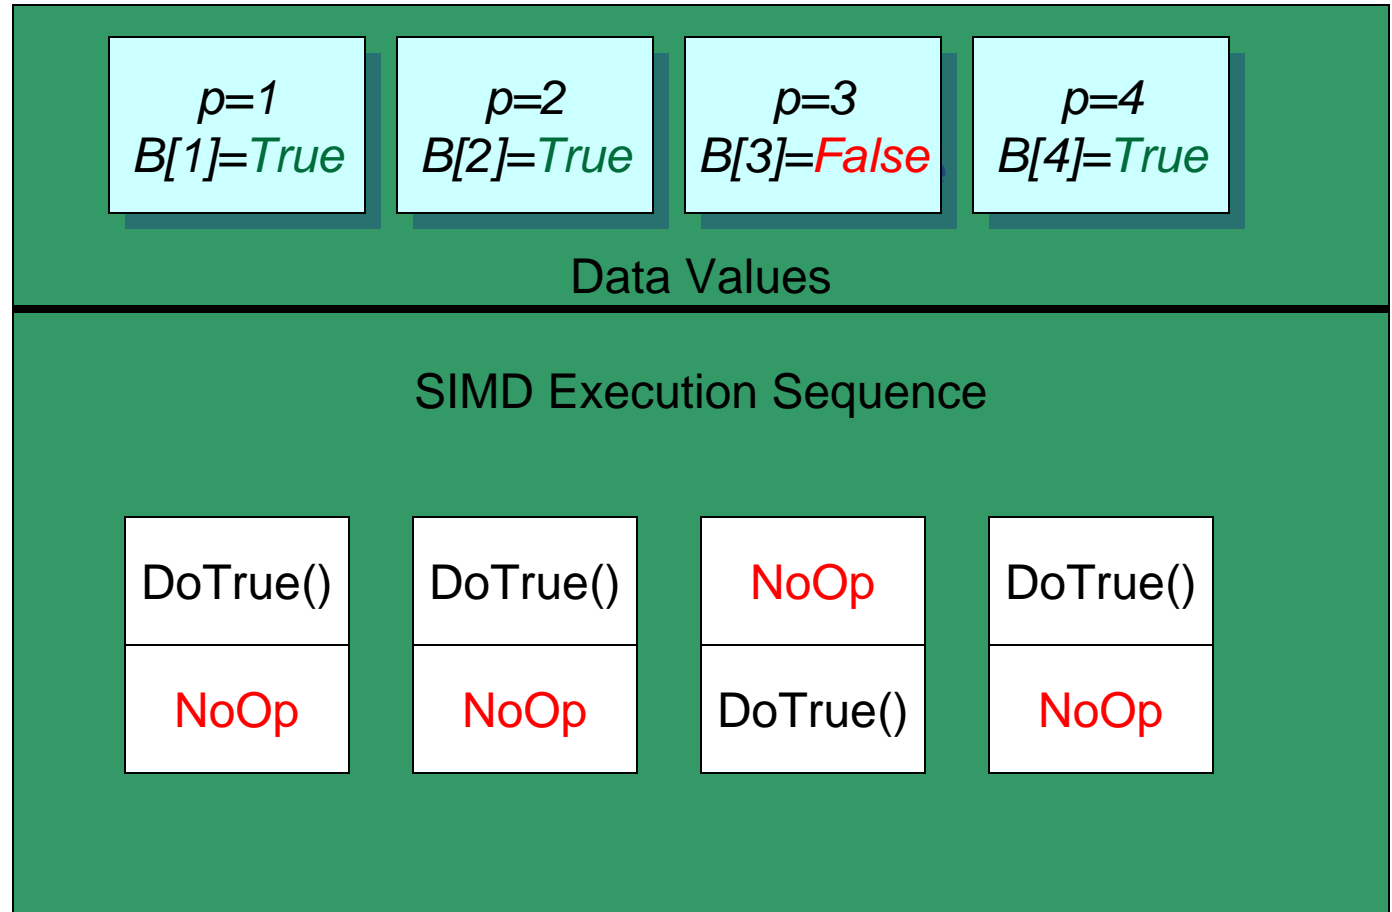 p=1
B[1]=True
p=2
B[2]=True
p=3
B[3]=False
p=4
B[4]=True
Data Values
SIMD Execution Sequence
DoTrue()
DoTrue()
NoOp
DoTrue()
NoOp
NoOp
DoTrue()
NoOp